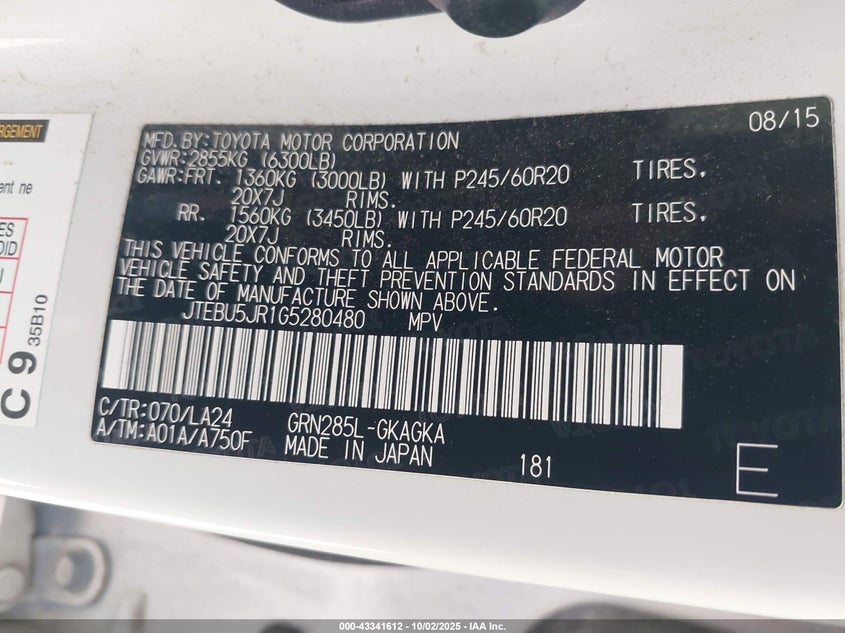 08/15
MFD.BY:TOYOTA MOTOR CORPORATION
GVWR:2855KG (6300LB)
GAWR:FRT. 1360KG (3000LB) WITH P245/60R20 TIRES,
20X7J RIMS.
RR. 1560KG (3450LB) WITH P245/60R20 TIRES,
20X7J RIMS.
THIS VEHICLE CONFORMS TO ALL APPLICABLE FEDERAL MOTOR
VEHICLE SAFETY AND THEFT PREVENTION STANDARDS IN EFFECT ON
THE DATE OF MANUFACTURE SHOWN ABOVE.
JTEBU5JR1G5280480 MPV
C/TR:070/LA24 GRN285L-GKAGKA
A/TM:A01A/A750F MADE IN JAPAN 181
E
C 9
35B10
000-43341612 - 10/02/2025 - IAA Inc.